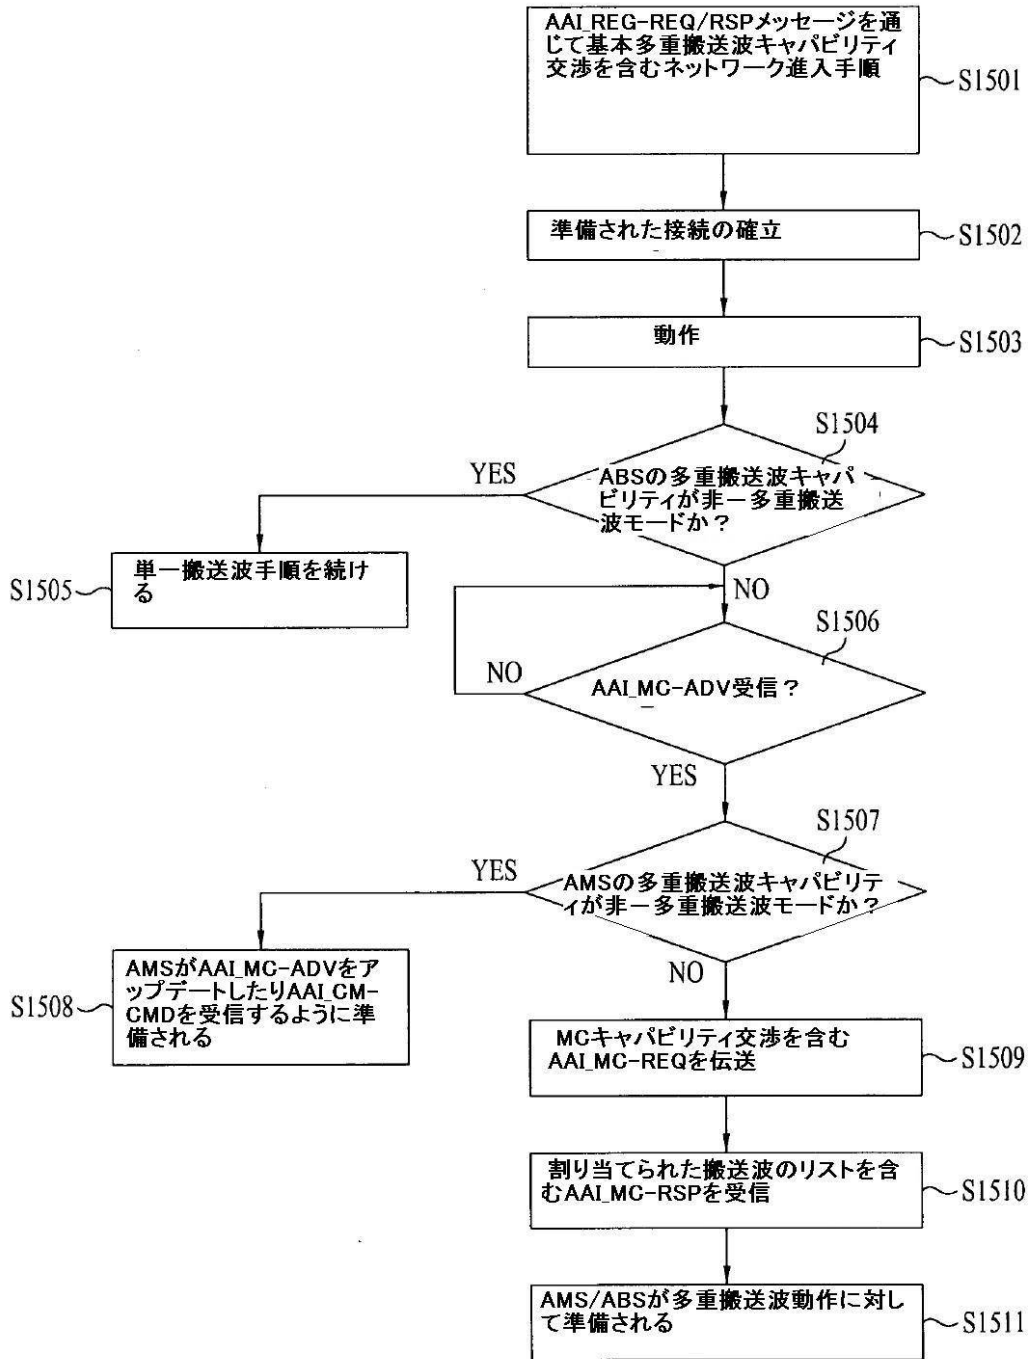 AAI_REG-REQ/RSPメッセージを通
じて基本多重搬送波キャパビリティ
交渉を含むネットワーク進入手順
S1501
準備された接続の確立
S1502
動作
S1503
S1504
ABSの多重搬送波キャパ
ビリティが非－多重搬送
波モードか？
YES
NO
単一搬送波手順を続け
る
S1505
S1506
AAI_MC-ADV受信？
NO
YES
S1507
AMSの多重搬送波キャパビリテ
ィが非－多重搬送波モードか？
YES
NO
AMSがAAI_MC-ADVをア
ップデートしたりAAI_CM-
CMDを受信するように準
備される
S1508
MCキャパビリティ交渉を含む
AAI_MC-REQを伝送
S1509
割り当てられた搬送波のリストを含
むAAI_MC-RSPを受信
S1510
AMS/ABSが多重搬送波動作に対し
て準備される
S1511